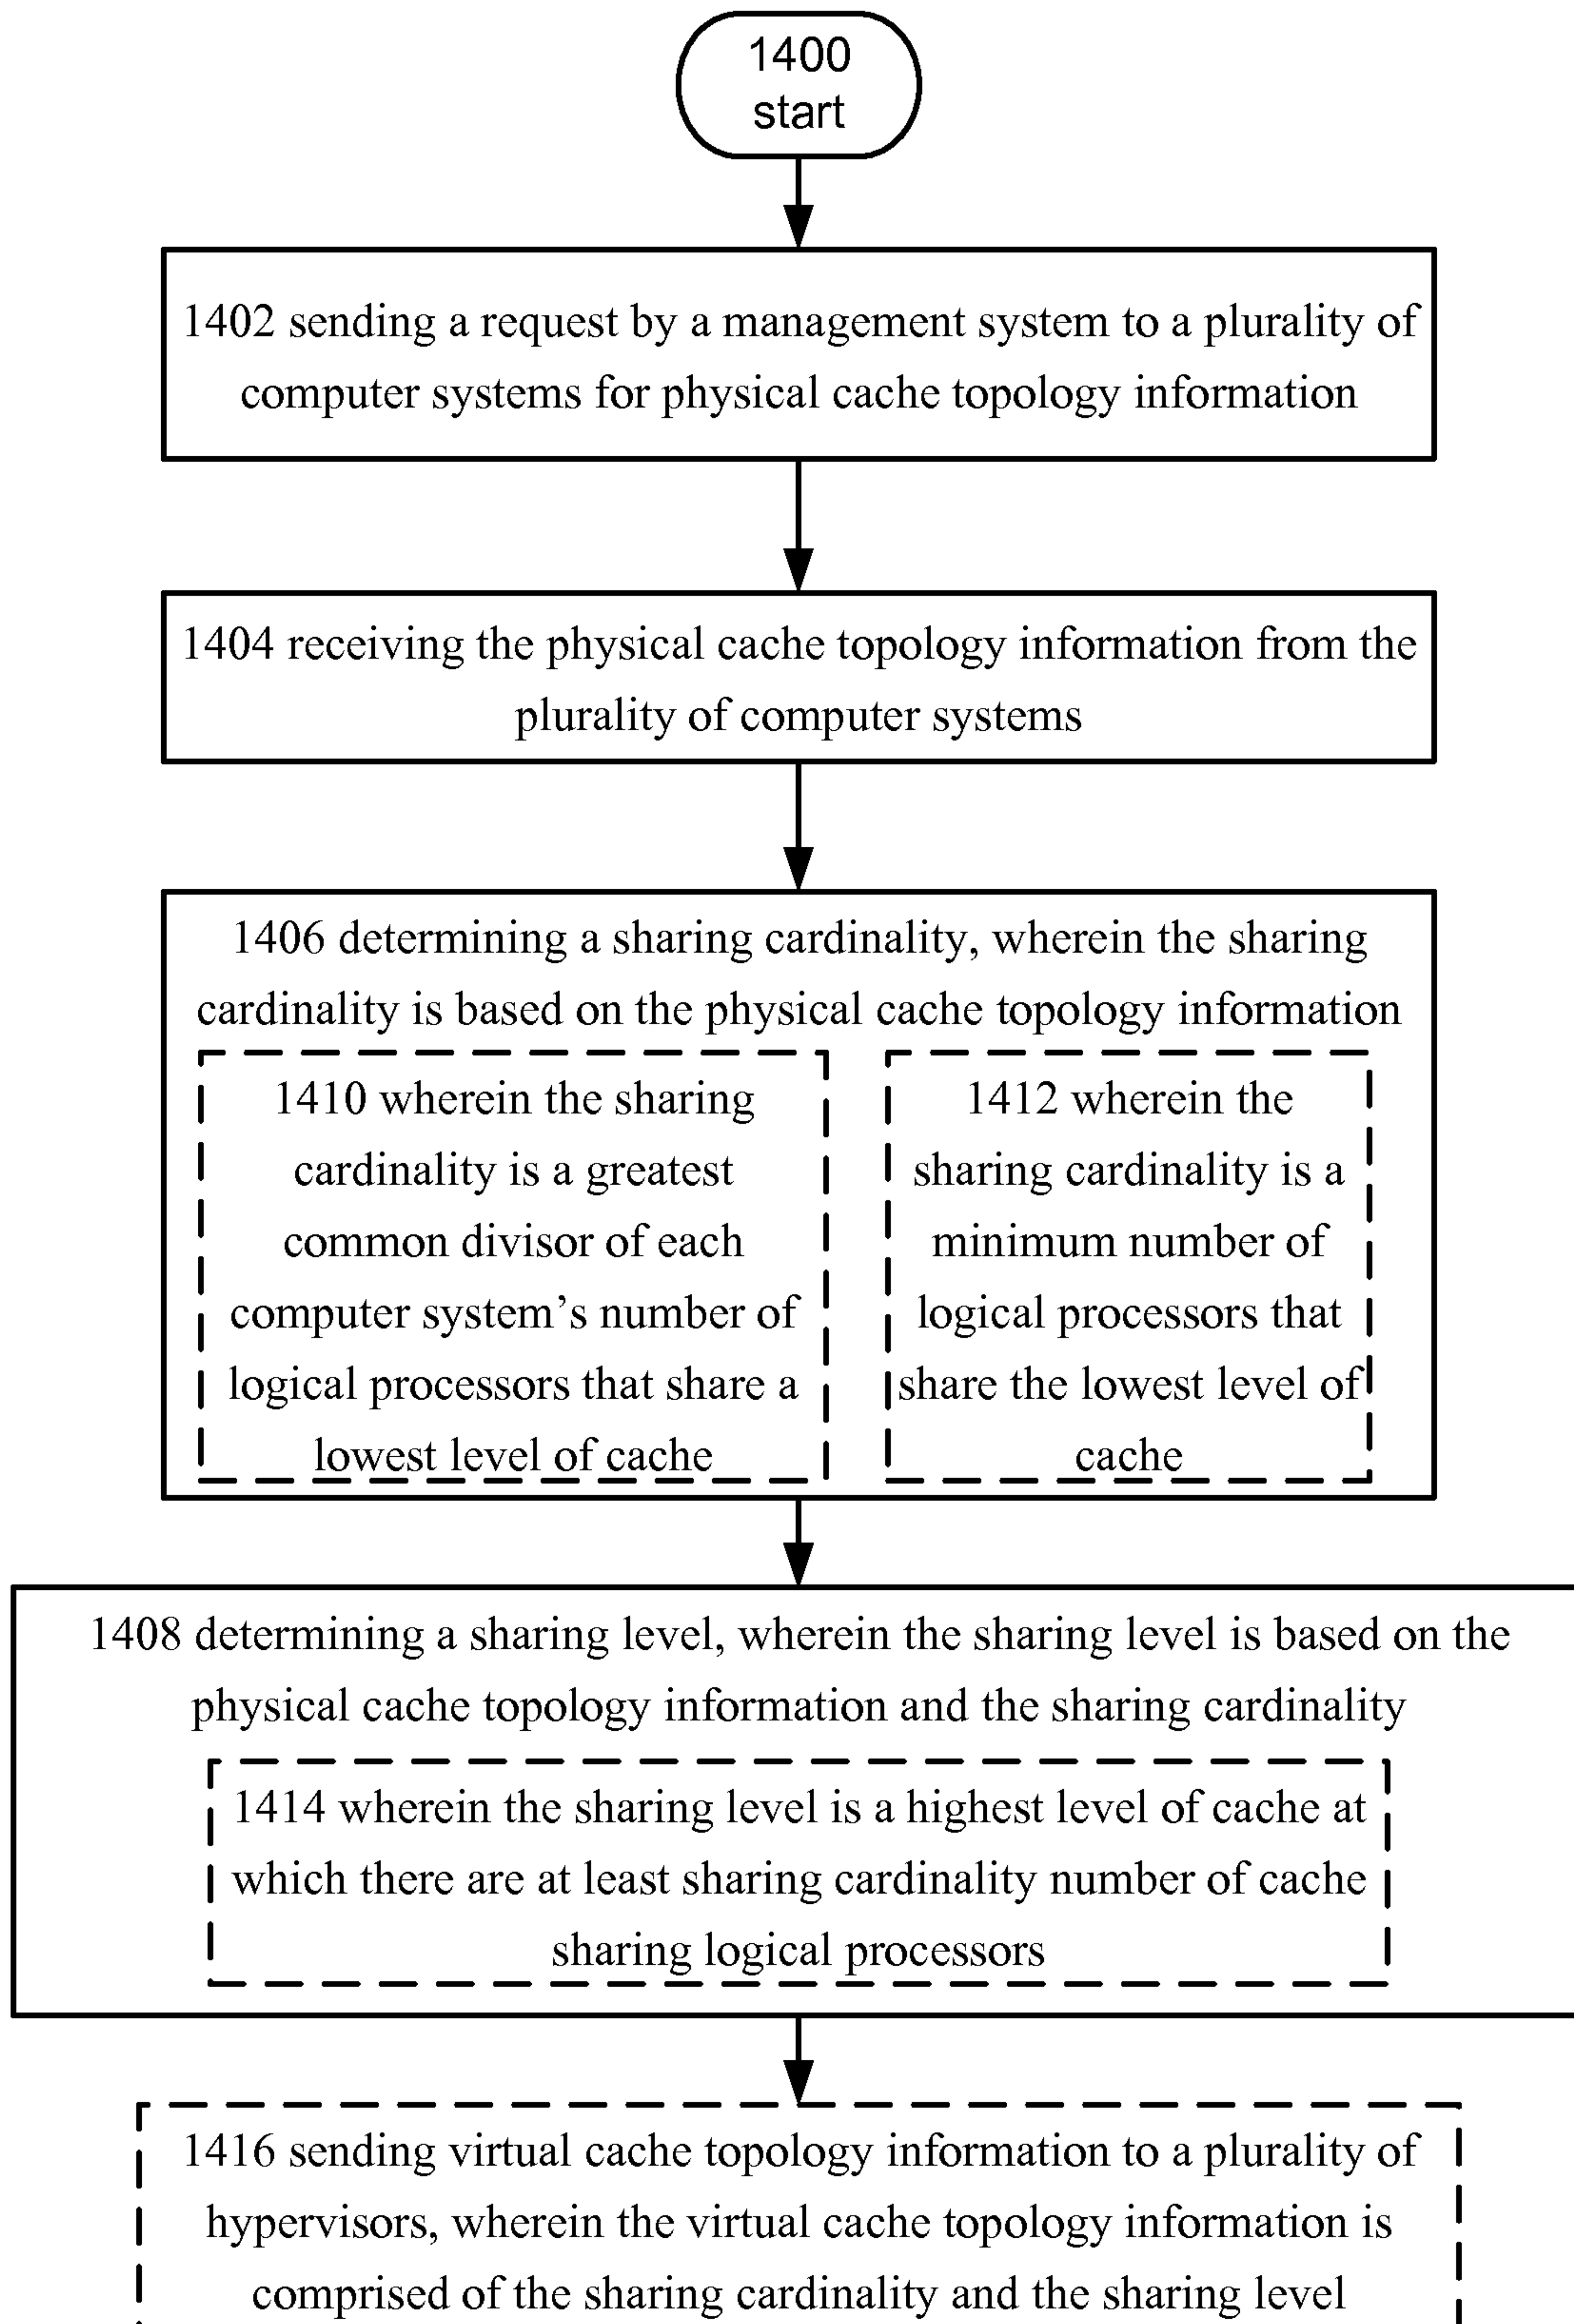 1400
start
1402 sending a request by a management system to a plurality of
computer systems for physical cache topology information
1404 receiving the physical cache topology information from the
plurality of computer systems
1406 determining a sharing cardinality, wherein the sharing
cardinality is based on the physical cache topology information
1410 wherein the sharing
cardinality is a greatest
common divisor of each
computer system’s number of
logical processors that share a
lowest level of cache
1412 wherein the
sharing cardinality is a
minimum number of
logical processors that
share the lowest level of
cache
1408 determining a sharing level, wherein the sharing level is based on the
physical cache topology information and the sharing cardinality
1414 wherein the sharing level is a highest level of cache at
which there are at least sharing cardinality number of cache
sharing logical processors
1416 sending virtual cache topology information to a plurality of
hypervisors, wherein the virtual cache topology information is
comprised of the sharing cardinality and the sharing level